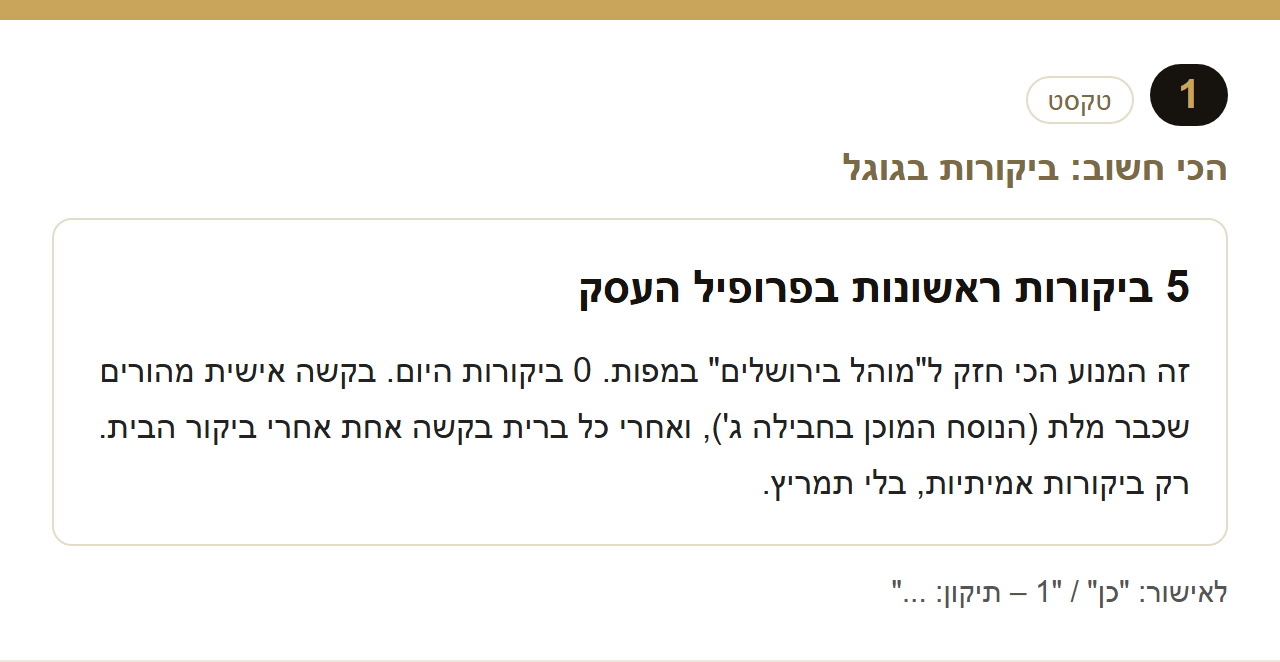 1
טקסט
הכי חשוב: ביקורות בגוגל
5 ביקורות ראשונות בפרופיל העסק
זה המנוע הכי חזק ל"מוהל בירושלים" במפות. 0 ביקורות היום. בקשה אישית מהורים
שכבר מלת (הנוסח המוכן בחבילה ג'), ואחרי כל ברית בקשה אחת אחרי ביקור הבית.
רק ביקורות אמיתיות, בלי תמריץ.
לאישור: "כן" / "1 – תיקון: ..."